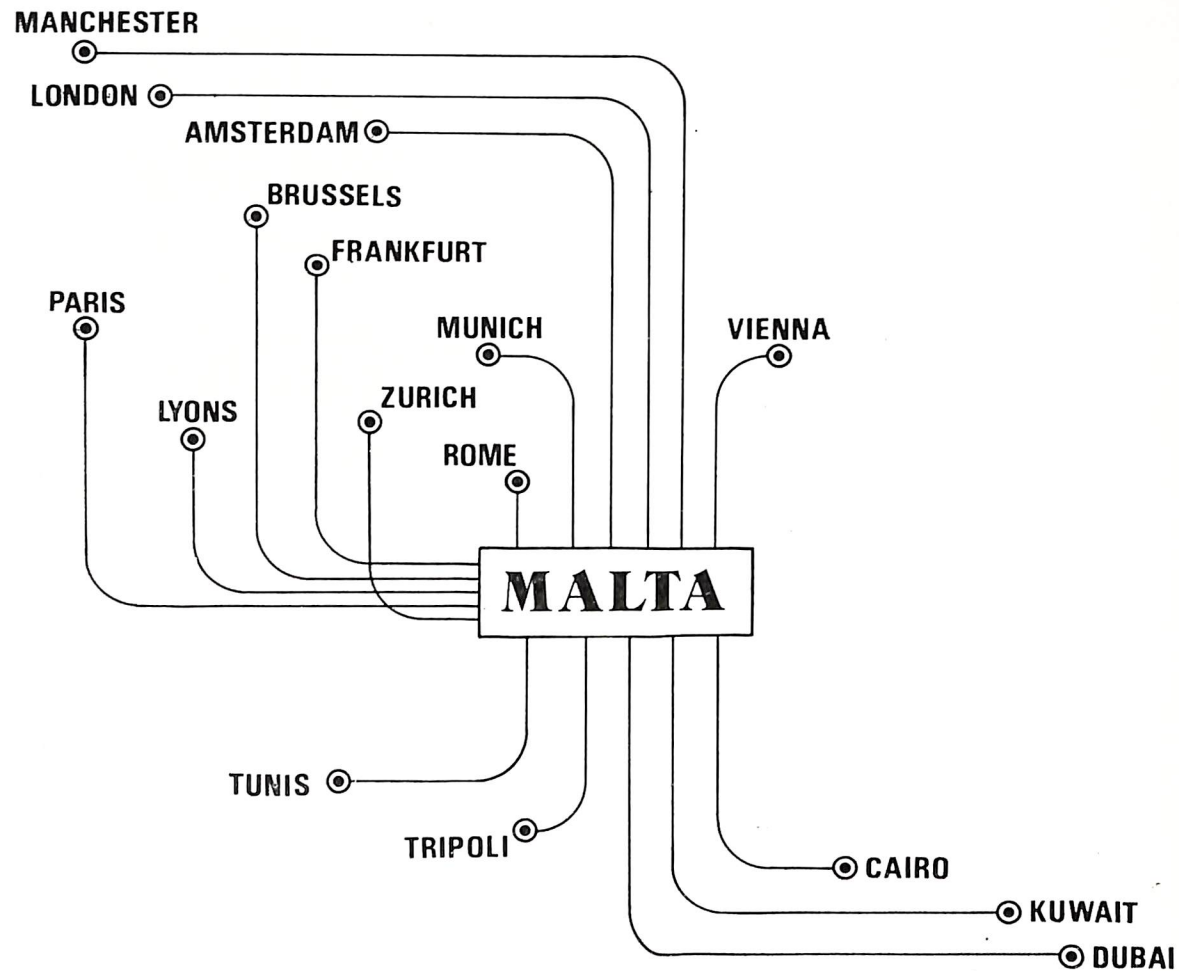 MANCHESTER
LONDON
AMSTERDAM
BRUSSELS
FRANKFURT
PARIS
MUNICH
VIENNA
ZURICH
LYONS
ROME
MALTA
TUNIS
TRIPOLI
CAIRO
KUWAIT
DUBAI